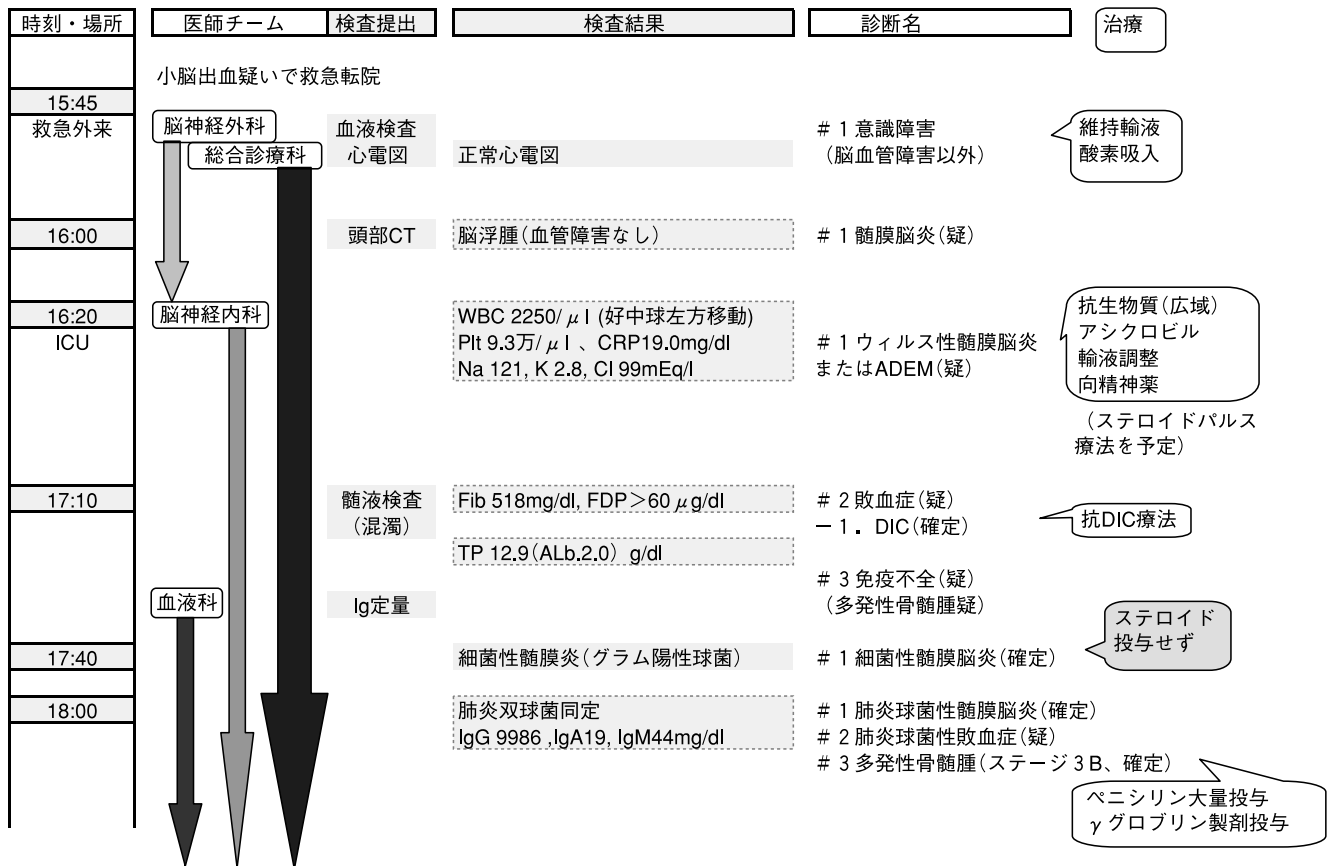 時刻・場所 医師チーム 検査提出 検査結果 診断名 治療
小脳出血疑いで救急転院
15:45
救急外来 脳神経外科 血液検査 #1意識障害 維持輸液
総合診療科 心電図 正常心電図 (脳血管障害以外) 酸素吸入
16:00 頭部CT 脳浮腫(血管障害なし) #1髄膜脳炎(疑)
16:20 脳神経内科 WBC 2250/μl (好中球左方移動) 抗生物質(広域)
ICU Plt 9.3万/μl 、CRP19.0mg/dl #1ウィルス性髄膜脳炎 アシクロビル
Na 121, K 2.8, Cl 99mEq/l またはADEM(疑) 輸液調整
向精神薬
(ステロイドパルス
療法を予定)
17:10 髄液検査 Fib 518mg/dl, FDP>60μg/dl #2敗血症(疑)
(混濁) -1.DIC(確定) 抗DIC療法
TP 12.9(ALb.2.0) g/dl
#3免疫不全(疑)
血液科 Ig定量 (多発性骨髄腫疑)
ステロイド
投与せず
17:40 細菌性髄膜炎(グラム陽性球菌) #1細菌性髄膜脳炎(確定)
18:00 肺炎双球菌同定 #1肺炎球菌性髄膜脳炎(確定)
IgG 9986 ,IgA19, IgM44mg/dl #2肺炎球菌性敗血症(疑)
#3多発性骨髄腫(ステージ3B、確定)
ペニシリン大量投与
γグロブリン製剤投与